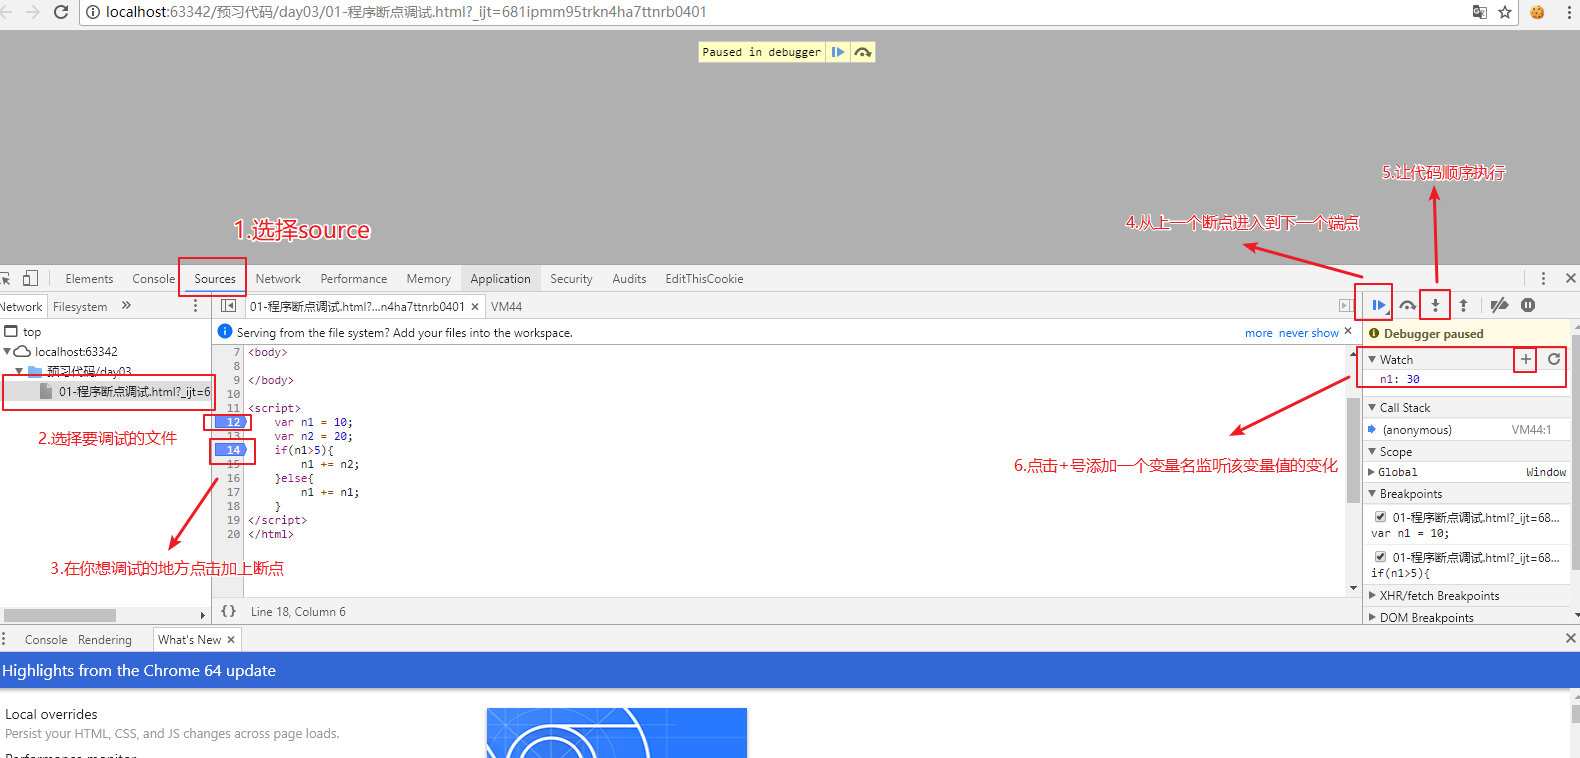 localhost:63342/预习代码/day03/01-程序断点调试.html?_ijt=681ipmm95trkn4ha7ttnrb0401
Paused in debugger
5.让代码顺序执行
4.从上一个断点进入到下一个端点
1.选择source
Elements Console Sources Network Performance Memory Application Security Audits EditThisCookie
Network Filesystem »
01-程序断点调试.html?...n4ha7ttnrb0401 × VM44
top
Serving from the file system? Add your files into the workspace. more never show ×
Debugger paused
localhost:63342
预习代码/day03
01-程序断点调试.html?_ijt=6
2.选择要调试的文件
7 <body>
8
9 </body>
10
11 <script>
12 var n1 = 10;
13 var n2 = 20;
14 if(n1>5){
15 n1 += n2;
16 }else{
17 n1 += n1;
18 }
19 </script>
20 </html>
3.在你想调试的地方点击加上断点
Watch
n1: 30
6.点击+号添加一个变量名监听该变量值的变化
Call Stack
(anonymous) VM44:1
Scope
Global Window
Breakpoints
01-程序断点调试.html?_ijt=68...
var n1 = 10;
01-程序断点调试.html?_ijt=68...
if(n1>5){
XHR/fetch Breakpoints
DOM Breakpoints
{} Line 18, Column 6
Console Rendering What's New ×
Highlights from the Chrome 64 update
Local overrides
Persist your HTML, CSS, and JS changes across page loads.
Performance monitor